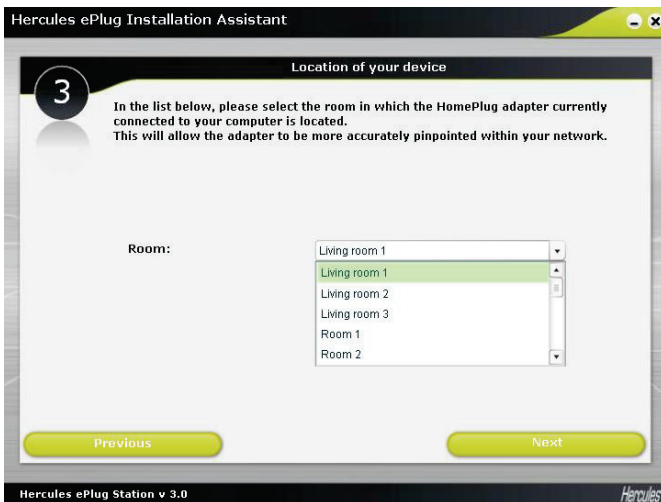 Hercules ePlug Installation Assistant
Location of your device
3
In the list below, please select the room in which the HomePlug adapter currently
connected to your computer is located.
This will allow the adapter to be more accurately pinpointed within your network.
Room:
Living room 1
Living room 1
Living room 2
Living room 3
Room 1
Room 2
Previous
Next
Hercules ePlug Station v 3.0
Hercules